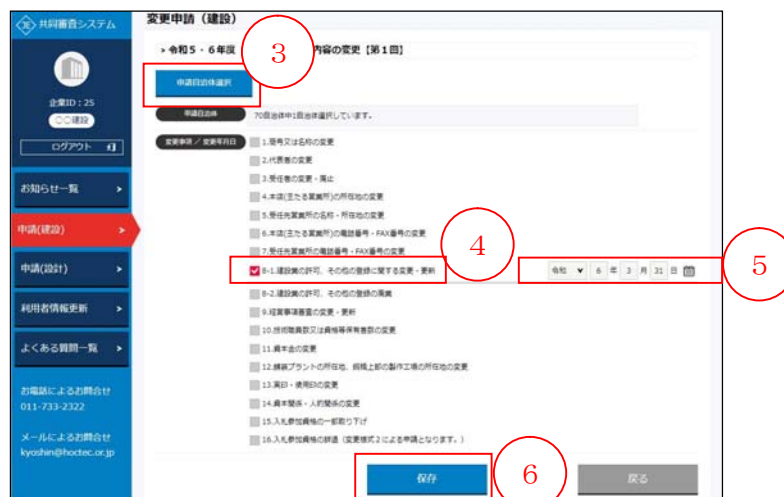 共同審査システム
企業ID : 25
〇〇建設
ログアウト
お知らせ一覧
申請(建設)
申請(設計)
利用者情報更新
よくある質問一覧
お電話によるお問合せ
011-733-2322
メールによるお問合せ
kyoshin@hoctec.or.jp
変更申請（建設）
> 令和５・６年度
内容の変更【第１回】
③
申請自治体選択
申請自治体
70自治体中1自治体選択しています。
変更事項 ／ 変更年月日
1.商号又は名称の変更
2.代表者の変更
3.受任者の変更・廃止
4.本店(主たる営業所)の所在地の変更
5.受任先営業所の名称・所在地の変更
6.本店(主たる営業所)の電話番号・FAX番号の変更
7.受任先営業所の電話番号・FAX番号の変更
④
8-1.建設業の許可、その他の登録に関する変更・更新
令和 6 年 3 月 31 日
⑤
8-2.建設業の許可、その他の登録の廃業
9.経営事項審査の変更・更新
10.技術職員数又は資格等保有者数の変更
11.資本金の変更
12.舗装プラントの所在地、鋼橋上部の製作工場の所在地の変更
13.実印・使用印の変更
14.資本関係・人的関係の変更
15.入札参加資格の一部取り下げ
16.入札参加資格の辞退（変更様式２による申請となります。）
保存
⑥
戻る